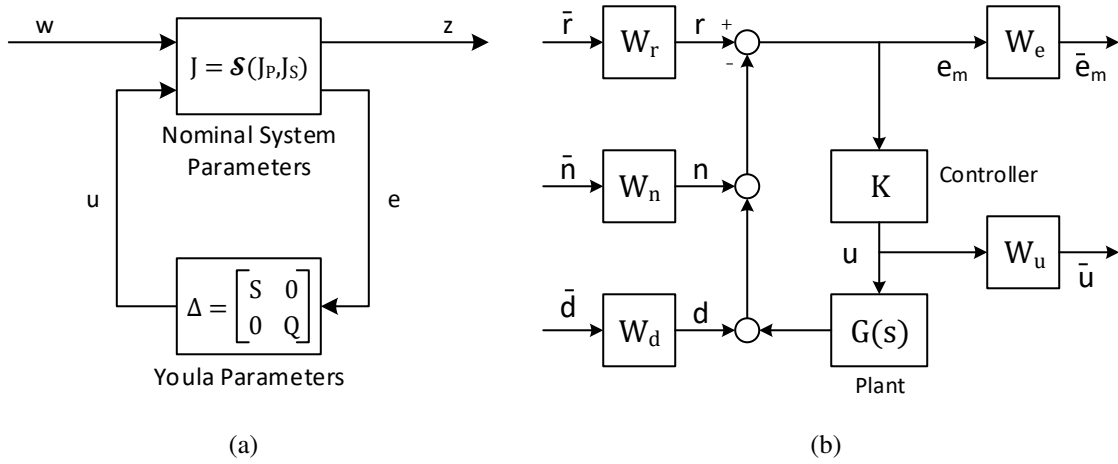 w
z
J = 𝓢(J_P,J_S)
Nominal System
Parameters
u
e
Δ = [S 0
0 Q]
Youla Parameters
(a)
r̄
W_r
r
+
-
e_m
W_e
ē_m
n̄
W_n
n
K
Controller
u
W_u
ū
d̄
W_d
d
G(s)
Plant
(b)